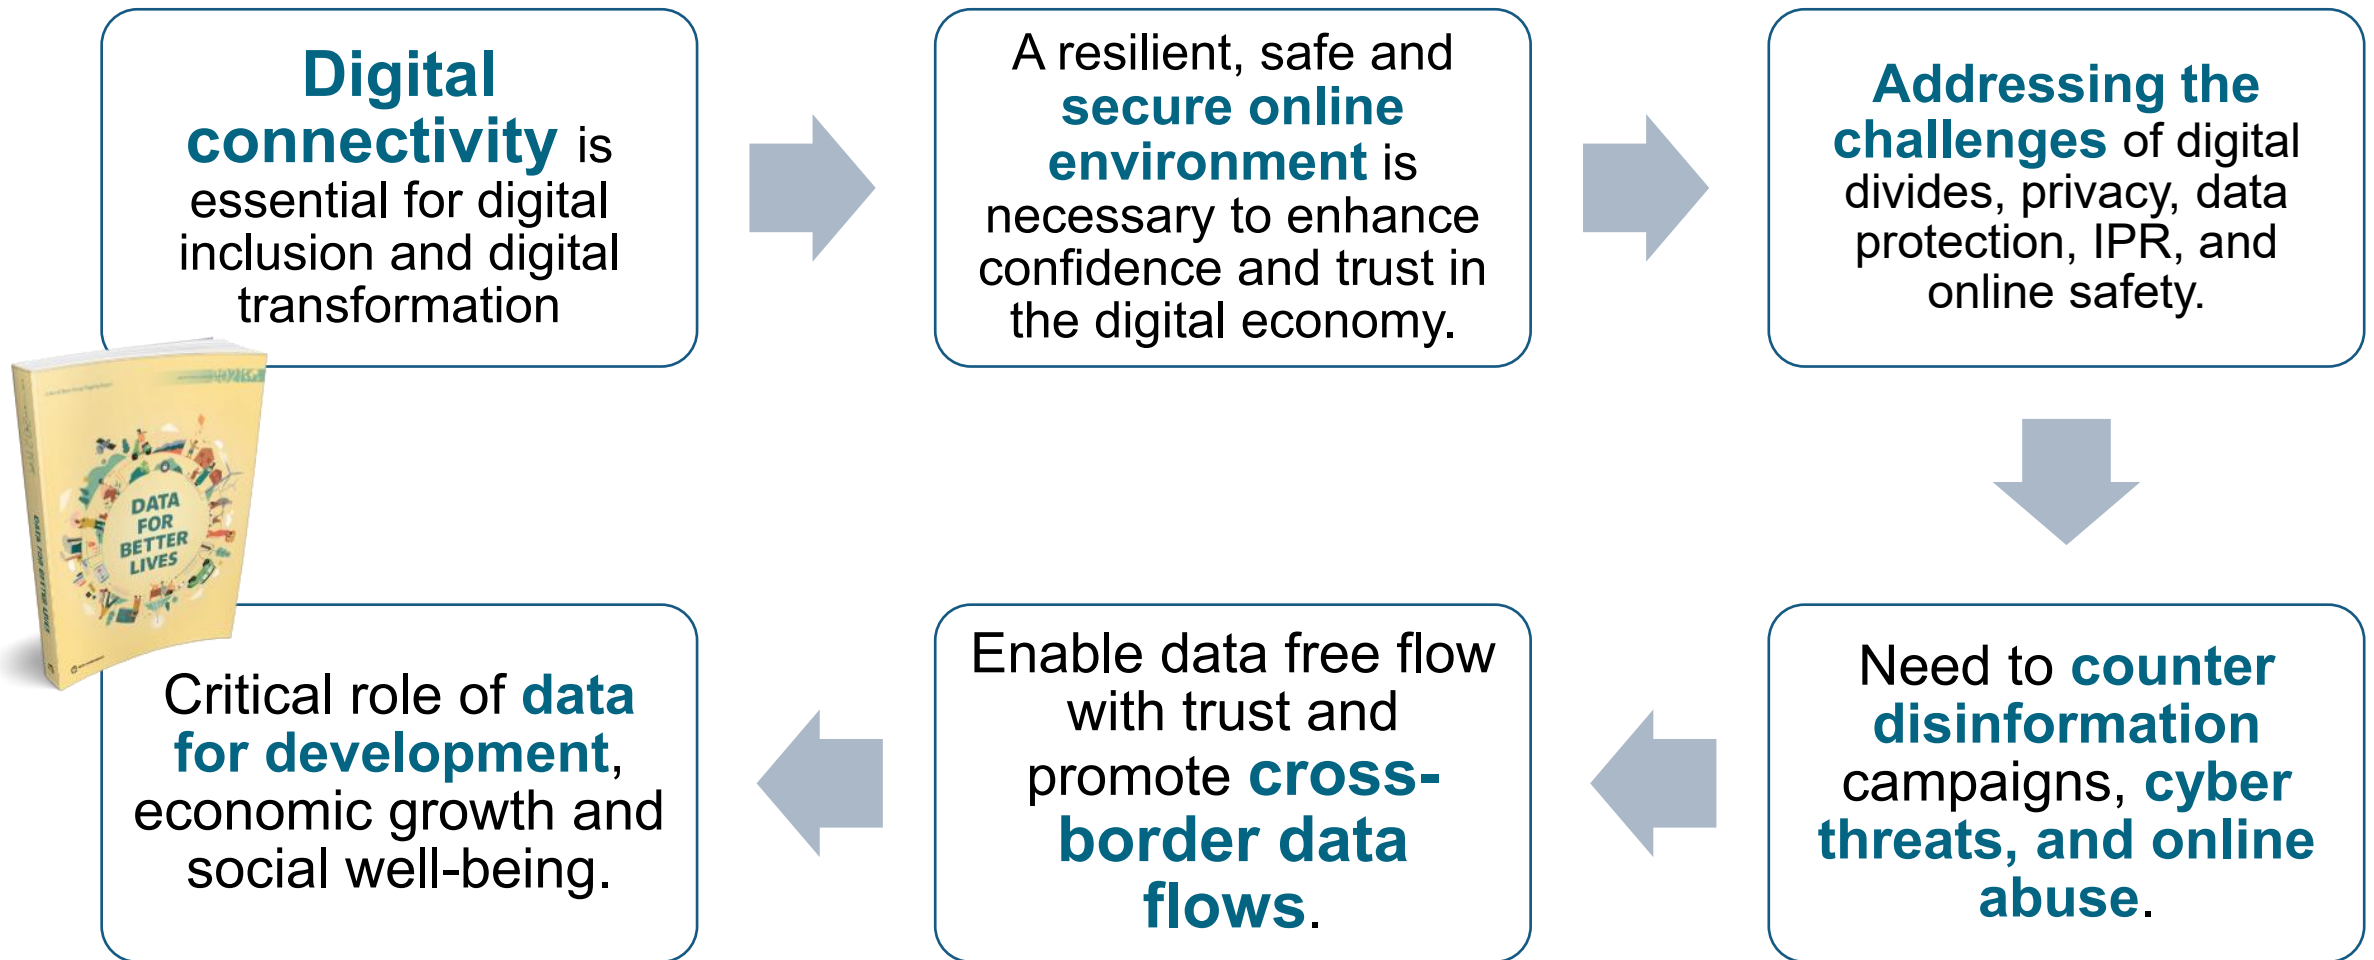 Digital
connectivity is
essential for digital
inclusion and digital
transformation
A resilient, safe and
secure online
environment is
necessary to enhance
confidence and trust in
the digital economy.
Addressing the
challenges of digital
divides, privacy, data
protection, IPR, and
online safety.
Need to counter
disinformation
campaigns, cyber
threats, and online
abuse.
Enable data free flow
with trust and
promote cross-
border data
flows.
DATA
FOR
BETTER
LIVES
DATA FOR BETTER LIVES
Critical role of data
for development,
economic growth and
social well-being.